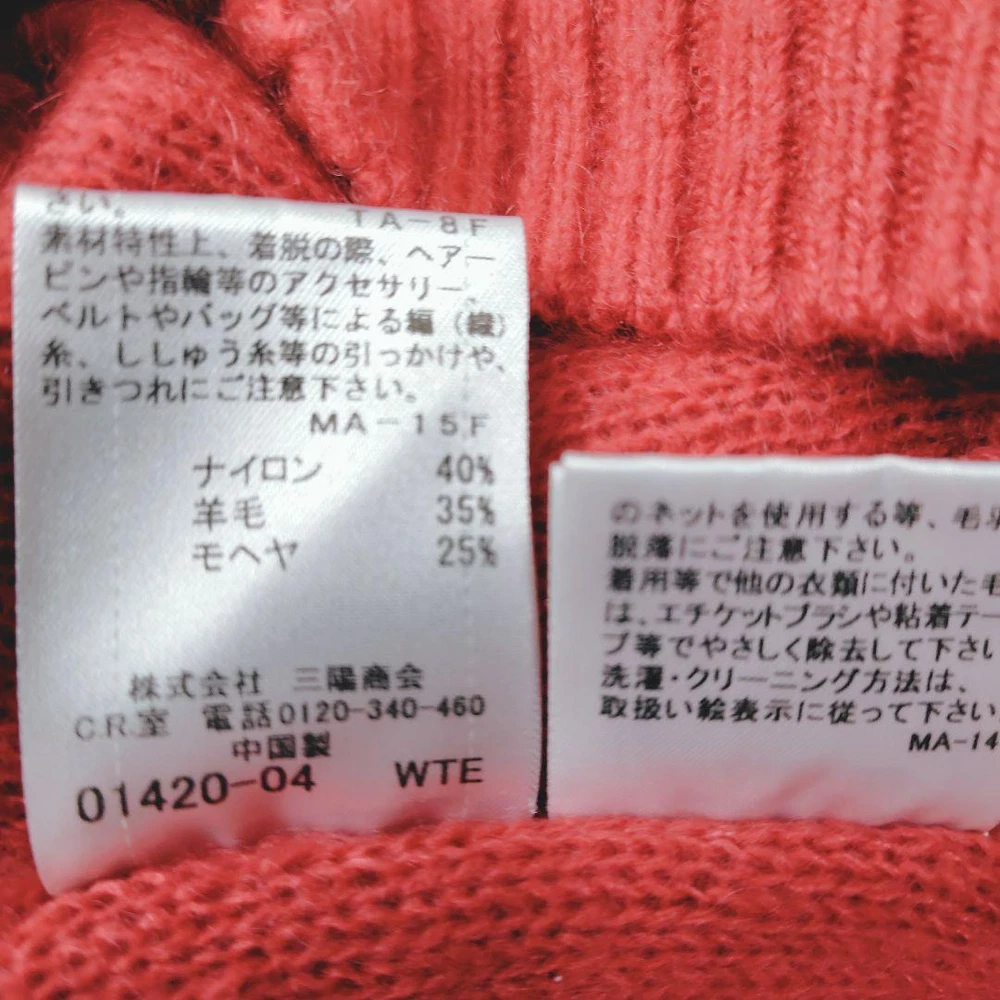 さい。
TA-8F
素材特性上、着脱の際、ヘアー
ピンや指輪等のアクセサリー
ベルトやバッグ等による編（織）
糸、ししゅう糸等の引っかけや、
引きつれにご注意下さい。
MA-15F
ナイロン 40%
羊毛 35%
モヘヤ 25%
株式会社 三陽商会
C.R.室 電話0120-340-460
中国製
01420-04 WTE
のネットを使用する等、毛羽
脱落にご注意下さい。
着用等で他の衣類に付いた毛
は、エチケットブラシや粘着テー
プ等でやさしく除去して下さい
洗濯・クリーニング方法は、
取扱い絵表示に従って下さい
MA-14